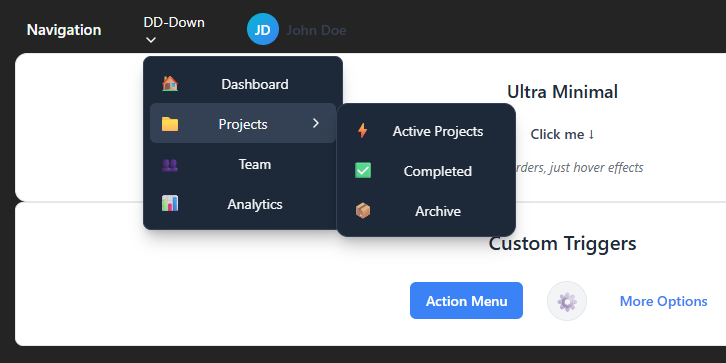 Navigation
DD-Down
JD
John Doe
Dashboard
Projects
Team
Analytics
Active Projects
Completed
Archive
Ultra Minimal
Click me ↓
rders, just hover effects
Custom Triggers
Action Menu
More Options